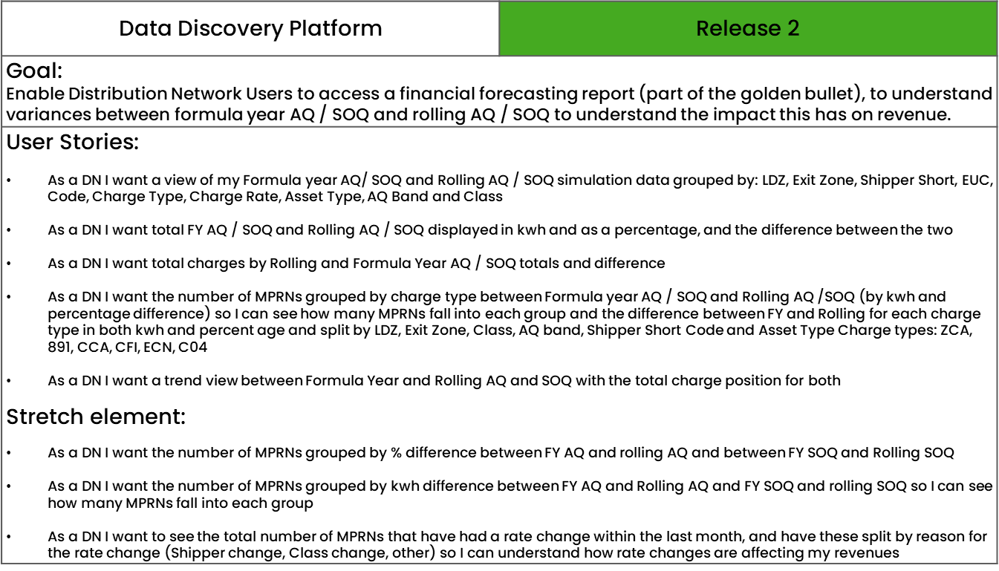 Data Discovery Platform
Release 2
Goal:
Enable Distribution Network Users to access a financial forecasting report (part of the golden bullet), to understand
variances between formula year AQ / SOQ and rolling AQ / SOQ to understand the impact this has on revenue.
User Stories:
• As a DN I want a view of my Formula year AQ/ SOQ and Rolling AQ / SOQ simulation data grouped by: LDZ, Exit Zone, Shipper Short, EUC,
Code, Charge Type, Charge Rate, Asset Type, AQ Band and Class
• As a DN I want total FY AQ / SOQ and Rolling AQ / SOQ displayed in kwh and as a percentage, and the difference between the two
• As a DN I want total charges by Rolling and Formula Year AQ / SOQ totals and difference
• As a DN I want the number of MPRNs grouped by charge type between Formula year AQ / SOQ and Rolling AQ /SOQ (by kwh and
percentage difference) so I can see how many MPRNs fall into each group and the difference between FY and Rolling for each charge
type in both kwh and percent age and split by LDZ, Exit Zone, Class, AQ band, Shipper Short Code and Asset Type Charge types: ZCA,
891, CCA, CFI, ECN, C04
• As a DN I want a trend view between Formula Year and Rolling AQ and SOQ with the total charge position for both
Stretch element:
• As a DN I want the number of MPRNs grouped by % difference between FY AQ and rolling AQ and between FY SOQ and Rolling SOQ
• As a DN I want the number of MPRNs grouped by kwh difference between FY AQ and Rolling AQ and FY SOQ and rolling SOQ so I can see
how many MPRNs fall into each group
• As a DN I want to see the total number of MPRNs that have had a rate change within the last month, and have these split by reason for
the rate change (Shipper change, Class change, other) so I can understand how rate changes are affecting my revenues